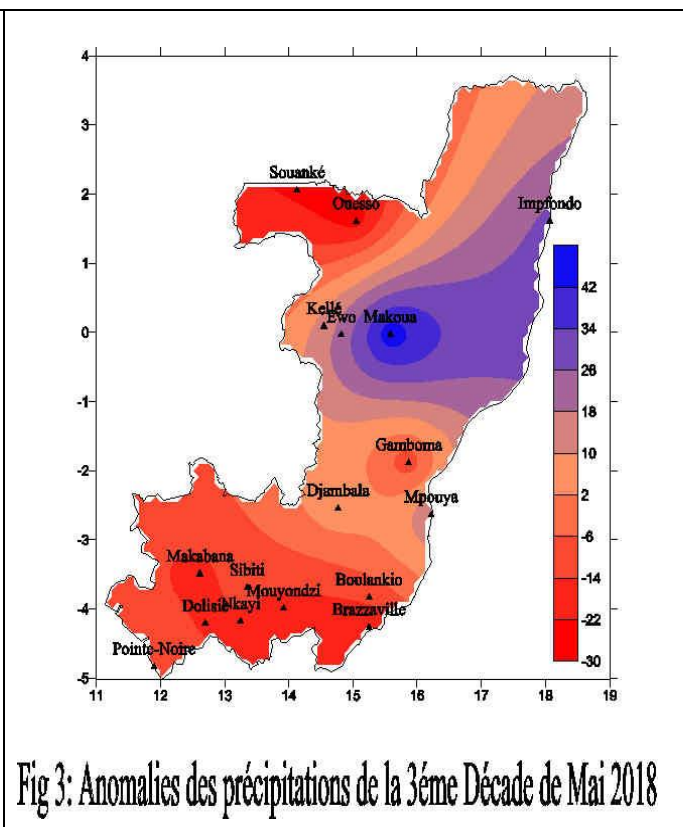 4
3
2
1
0
-1
-2
-3
-4
-5
11 12 13 14 15 16 17 18 19
Souanké
Ouesso
Impfondo
Kellé
Ewo
Makoua
Gamboma
Djambala
Mpouya
Makabana
Sibiti
Mouyondzi
Boulankio
Dolisie
Nkayi
Brazzaville
Pointe-Noire
42
34
26
18
10
2
-6
-14
-22
-30
Fig 3: Anomalies des précipitations de la 3éme Décade de Mai 2018